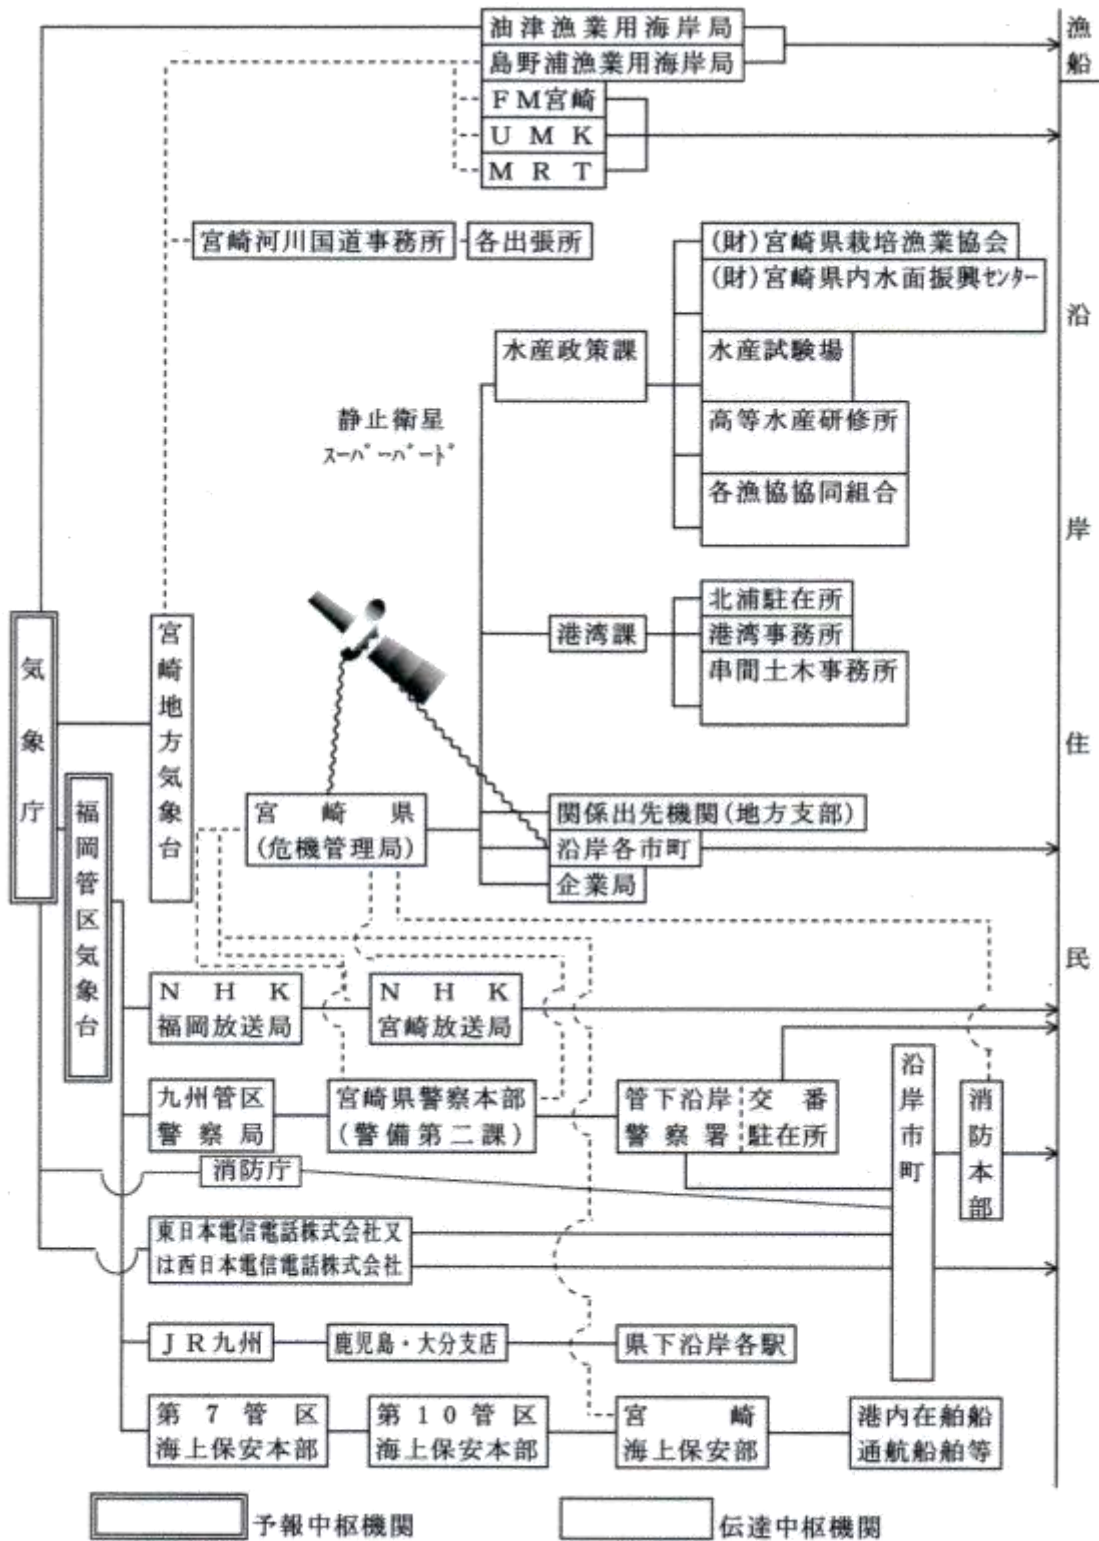 油津漁業用海岸局
島野浦漁業用海岸局
漁船
ＦＭ宮崎
ＵＭＫ
ＭＲＴ
宮崎河川国道事務所
各出張所
(財)宮崎県栽培漁業協会
(財)宮崎県内水面振興ｾﾝﾀｰ
水産政策課
水産試験場
高等水産研修所
各漁協協同組合
静止衛星
ｽｰﾊﾟｰﾊﾞｰﾄﾞ
沿岸住民
北浦駐在所
港湾課
港湾事務所
串間土木事務所
気象庁
宮崎地方気象台
福岡管区気象台
宮崎県
(危機管理局)
関係出先機関(地方支部)
沿岸各市町
企業局
ＮＨＫ
福岡放送局
ＮＨＫ
宮崎放送局
九州管区
警察局
宮崎県警察本部
(警備第二課)
管下沿岸
警察署
交番
駐在所
沿岸市町
消防本部
消防庁
東日本電信電話株式会社又
は西日本電信電話株式会社
ＪＲ九州
鹿児島・大分支店
県下沿岸各駅
第７管区
海上保安本部
第１０管区
海上保安本部
宮崎
海上保安部
港内在舶船
通航船舶等
予報中枢機関
伝達中枢機関